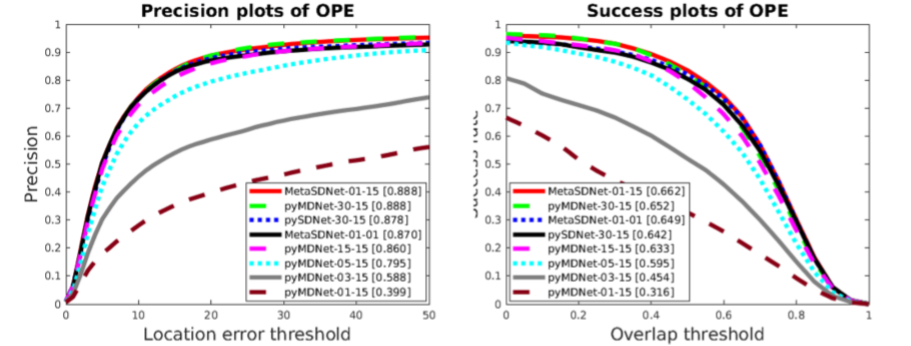 Precision plots of OPE
Precision
1
0.9
0.8
0.7
0.6
0.5
0.4
0.3
0.2
0.1
0
0 10 20 30 40 50
Location error threshold
MetaSDNet-01-15 [0.888]
pyMDNet-30-15 [0.888]
pySDNet-30-15 [0.878]
MetaSDNet-01-01 [0.870]
pyMDNet-15-15 [0.860]
pyMDNet-05-15 [0.795]
pyMDNet-03-15 [0.588]
pyMDNet-01-15 [0.399]
Success plots of OPE
1
0.9
0.8
0.7
0.6
0.5
0.4
0.3
0.2
0.1
0
0 0.2 0.4 0.6 0.8 1
Overlap threshold
MetaSDNet-01-15 [0.662]
pyMDNet-30-15 [0.652]
MetaSDNet-01-01 [0.649]
pySDNet-30-15 [0.642]
pyMDNet-15-15 [0.633]
pyMDNet-05-15 [0.595]
pyMDNet-03-15 [0.454]
pyMDNet-01-15 [0.316]